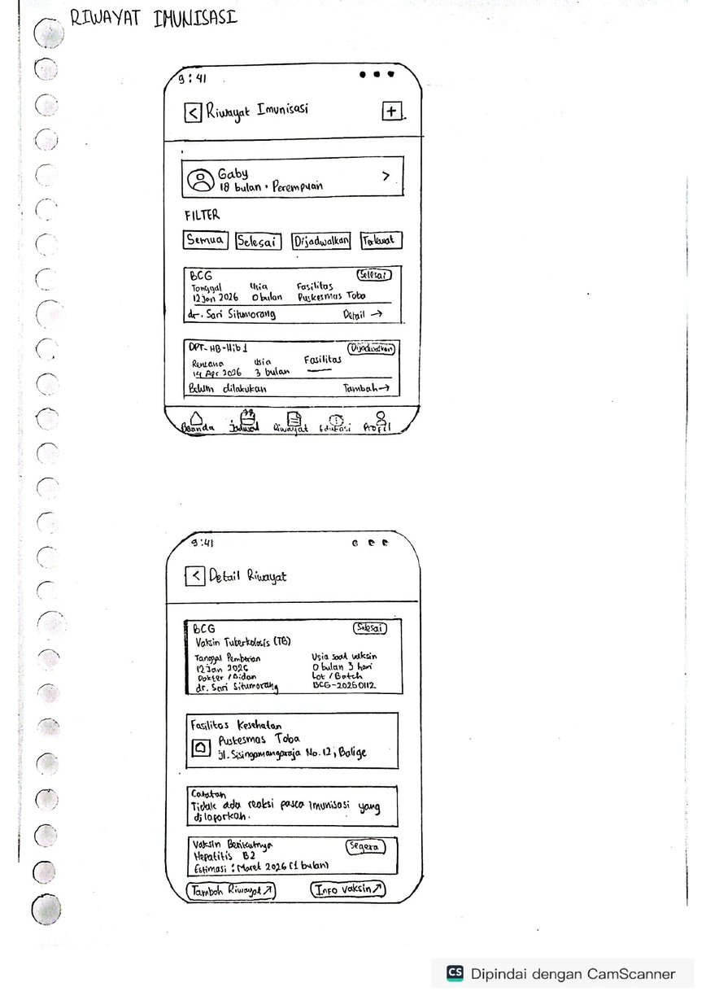 RIWAYAT IMUNISASI
9:41
< Riwayat Imunisasi +
Gaby >
18 bulan • Perempuan
FILTER
Semua Selesai Dijadwalkan Terlewat
BCG Selesai
Tanggal Usia Fasilitas
12 Jan 2026 0 bulan Puskesmas Toba
dr. Sari Situmorang Detail →
DPT-HB-Hib 1 Dijadwalkan
Rencana Usia Fasilitas
14 Apr 2026 3 bulan —
Belum dilakukan Tambah →
Beranda Jadwal Riwayat Edukasi Profil
9:41
< Detail Riwayat
BCG Selesai
Vaksin Tuberkolosis (TB)
Tanggal Pemberian Usia saat vaksin
12 Jan 2026 0 bulan 3 hari
Dokter / Bidan Lot / Batch
dr. Sari Situmorang BCG-20260112
Fasilitas Kesehatan
Puskesmas Toba
Jl. Sisingamangaraja No. 12, Balige
Catatan
Tidak ada reaksi pasca imunisasi yang
dilaporkan.
Vaksin Berikutnya Segera
Hepatitis B2
Estimasi : Maret 2026 (1 bulan)
Tambah Riwayat ↗ Info Vaksin ↗
CS Dipindai dengan CamScanner